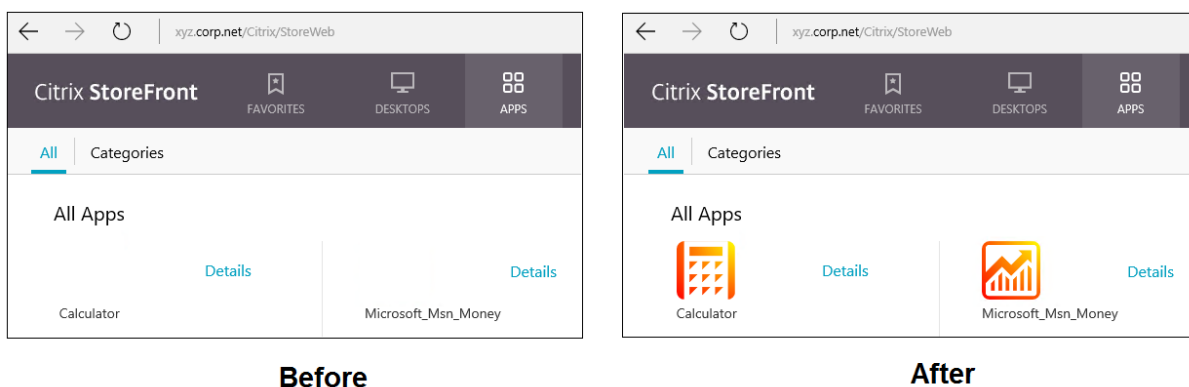 xyz.corp.net/Citrix/StoreWeb
Citrix StoreFront
FAVORITES
DESKTOPS
APPS
All
Categories
All Apps
Details
Details
Calculator
Microsoft_Msn_Money
Before
xyz.corp.net/Citrix/StoreWeb
Citrix StoreFront
FAVORITES
DESKTOPS
APPS
All
Categories
All Apps
Details
Details
Calculator
Microsoft_Msn_Money
After